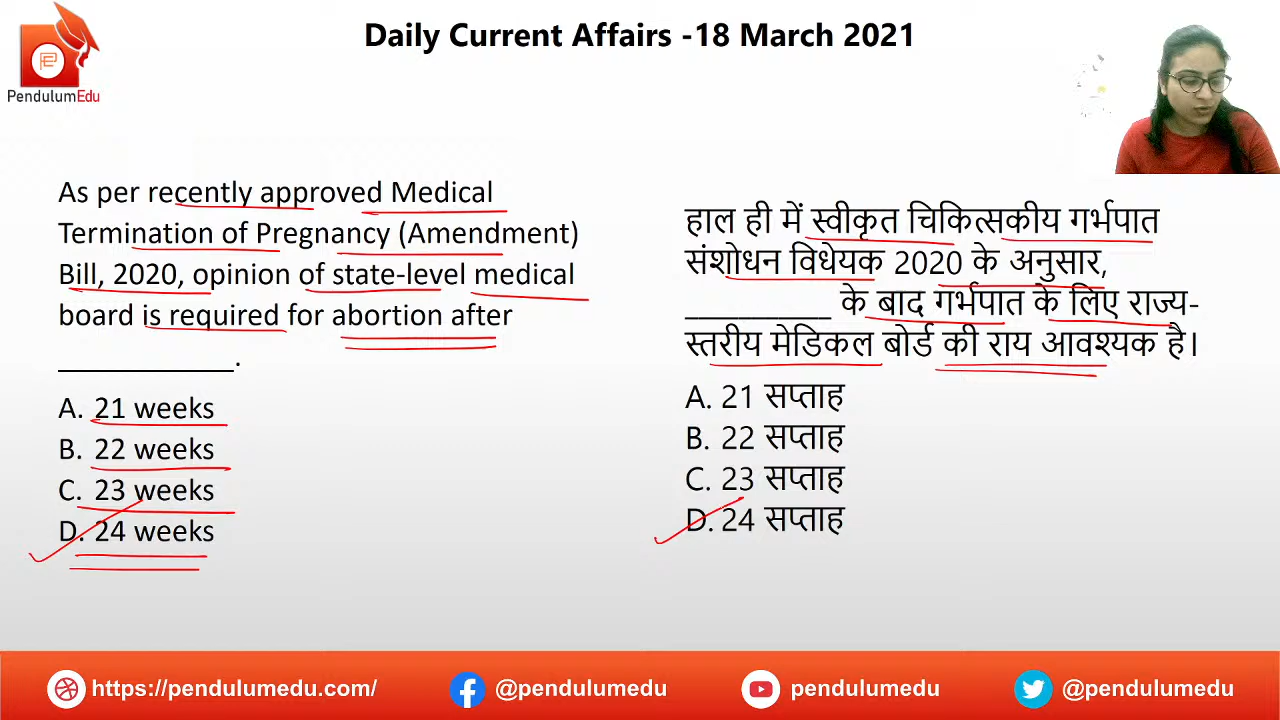 Daily Current Affairs -18 March 2021
PendulumEdu
As per recently approved Medical
Termination of Pregnancy (Amendment)
Bill, 2020, opinion of state-level medical
board is required for abortion after
____________.
A. 21 weeks
B. 22 weeks
C. 23 weeks
D. 24 weeks
हाल ही में स्वीकृत चिकित्सकीय गर्भपात
संशोधन विधेयक 2020 के अनुसार,
__________ के बाद गर्भपात के लिए राज्य-
स्तरीय मेडिकल बोर्ड की राय आवश्यक है।
A. 21 सप्ताह
B. 22 सप्ताह
C. 23 सप्ताह
D. 24 सप्ताह
https://pendulumedu.com/
@pendulumedu
pendulumedu
@pendulumedu